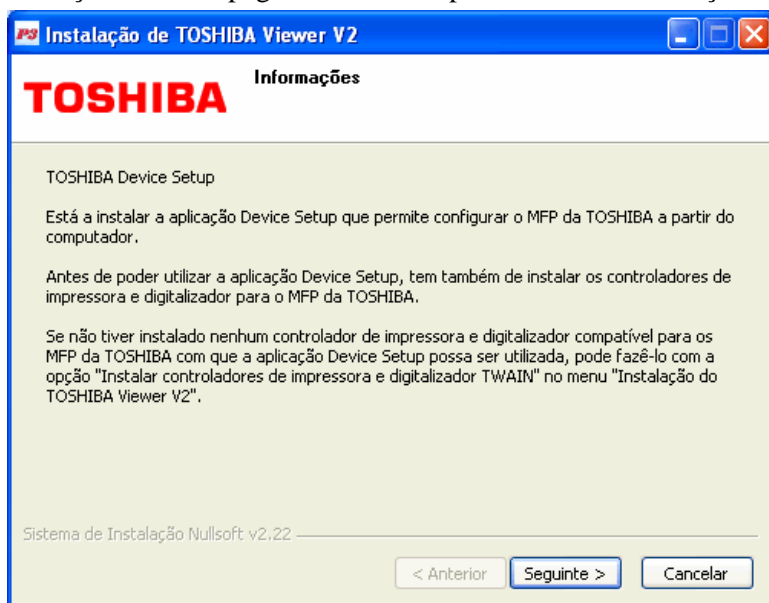 Instalação de TOSHIBA Viewer V2
TOSHIBA
Informações
TOSHIBA Device Setup
Está a instalar a aplicação Device Setup que permite configurar o MFP da TOSHIBA a partir do
computador.
Antes de poder utilizar a aplicação Device Setup, tem também de instalar os controladores de
impressora e digitalizador para o MFP da TOSHIBA.
Se não tiver instalado nenhum controlador de impressora e digitalizador compatível para os
MFP da TOSHIBA com que a aplicação Device Setup possa ser utilizada, pode fazê-lo com a
opção "Instalar controladores de impressora e digitalizador TWAIN" no menu "Instalação do
TOSHIBA Viewer V2".
Sistema de Instalação Nullsoft v2.22
< Anterior
Seguinte >
Cancelar